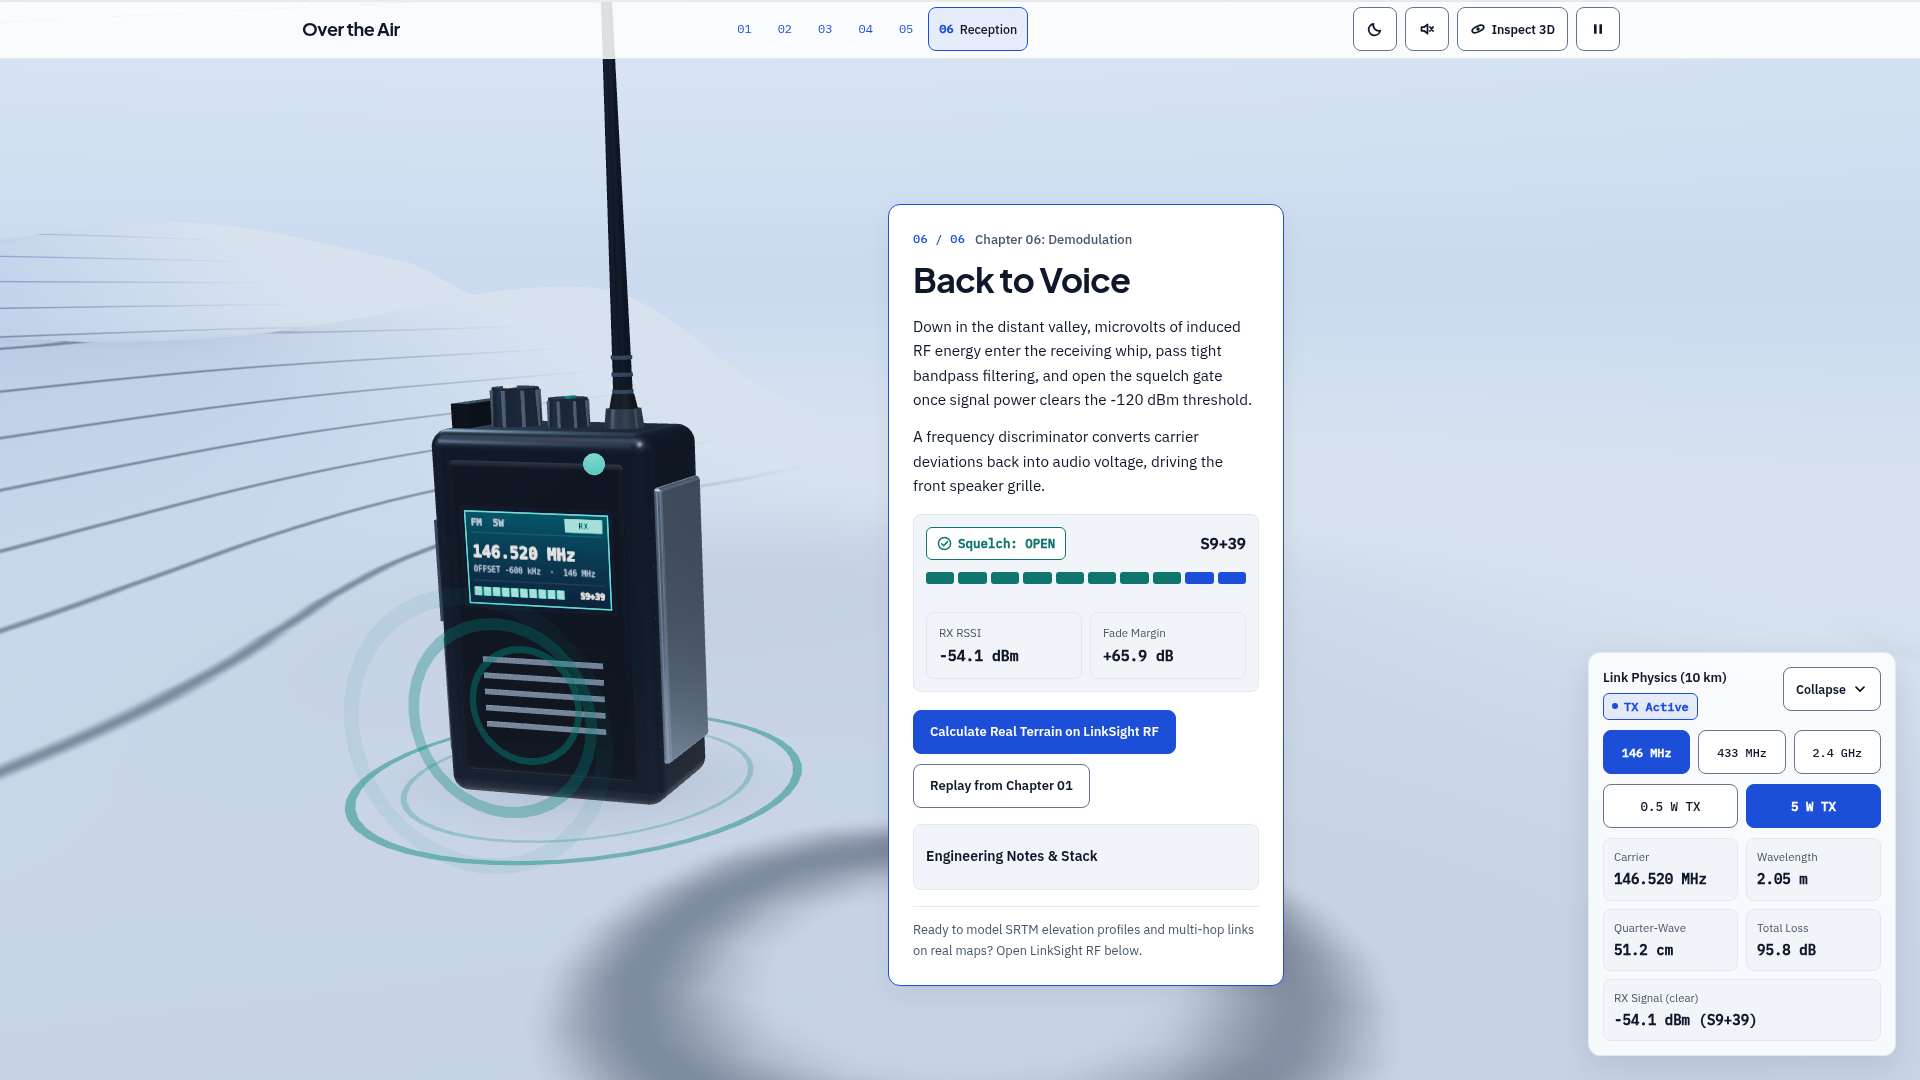 Over the Air
01 02 03 04 05 06 Reception
Inspect 3D
FM 5W RX
146.520 MHz
OFFSET -600 kHz · 146 MHz
S9+39
06 / 06 Chapter 06: Demodulation
Back to Voice
Down in the distant valley, microvolts of induced
RF energy enter the receiving whip, pass tight
bandpass filtering, and open the squelch gate
once signal power clears the -120 dBm threshold.
A frequency discriminator converts carrier
deviations back into audio voltage, driving the
front speaker grille.
Squelch: OPEN S9+39
RX RSSI Fade Margin
-54.1 dBm +65.9 dB
Calculate Real Terrain on LinkSight RF
Replay from Chapter 01
Engineering Notes & Stack
Ready to model SRTM elevation profiles and multi-hop links
on real maps? Open LinkSight RF below.
Link Physics (10 km)
TX Active
Collapse
146 MHz 433 MHz 2.4 GHz
0.5 W TX 5 W TX
Carrier Wavelength
146.520 MHz 2.05 m
Quarter-Wave Total Loss
51.2 cm 95.8 dB
RX Signal (clear)
-54.1 dBm (S9+39)